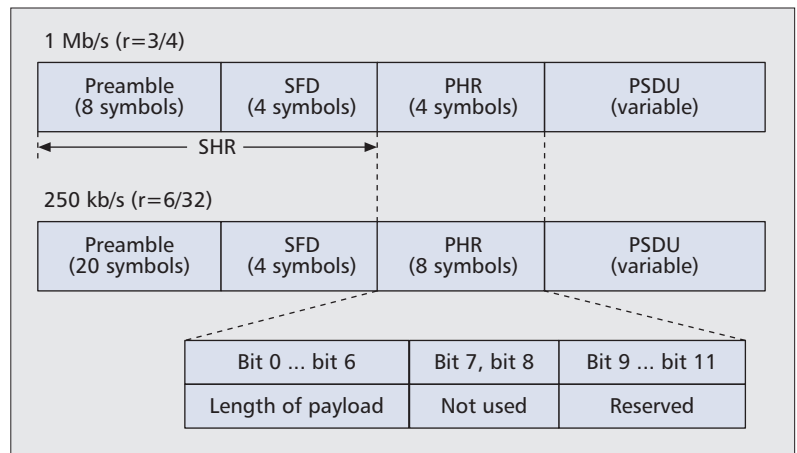 1 Mb/s (r=3/4)
Preamble
(8 symbols)
SFD
(4 symbols)
PHR
(4 symbols)
PSDU
(variable)
SHR
250 kb/s (r=6/32)
Preamble
(20 symbols)
SFD
(4 symbols)
PHR
(8 symbols)
PSDU
(variable)
Bit 0 ... bit 6
Bit 7, bit 8
Bit 9 ... bit 11
Length of payload
Not used
Reserved